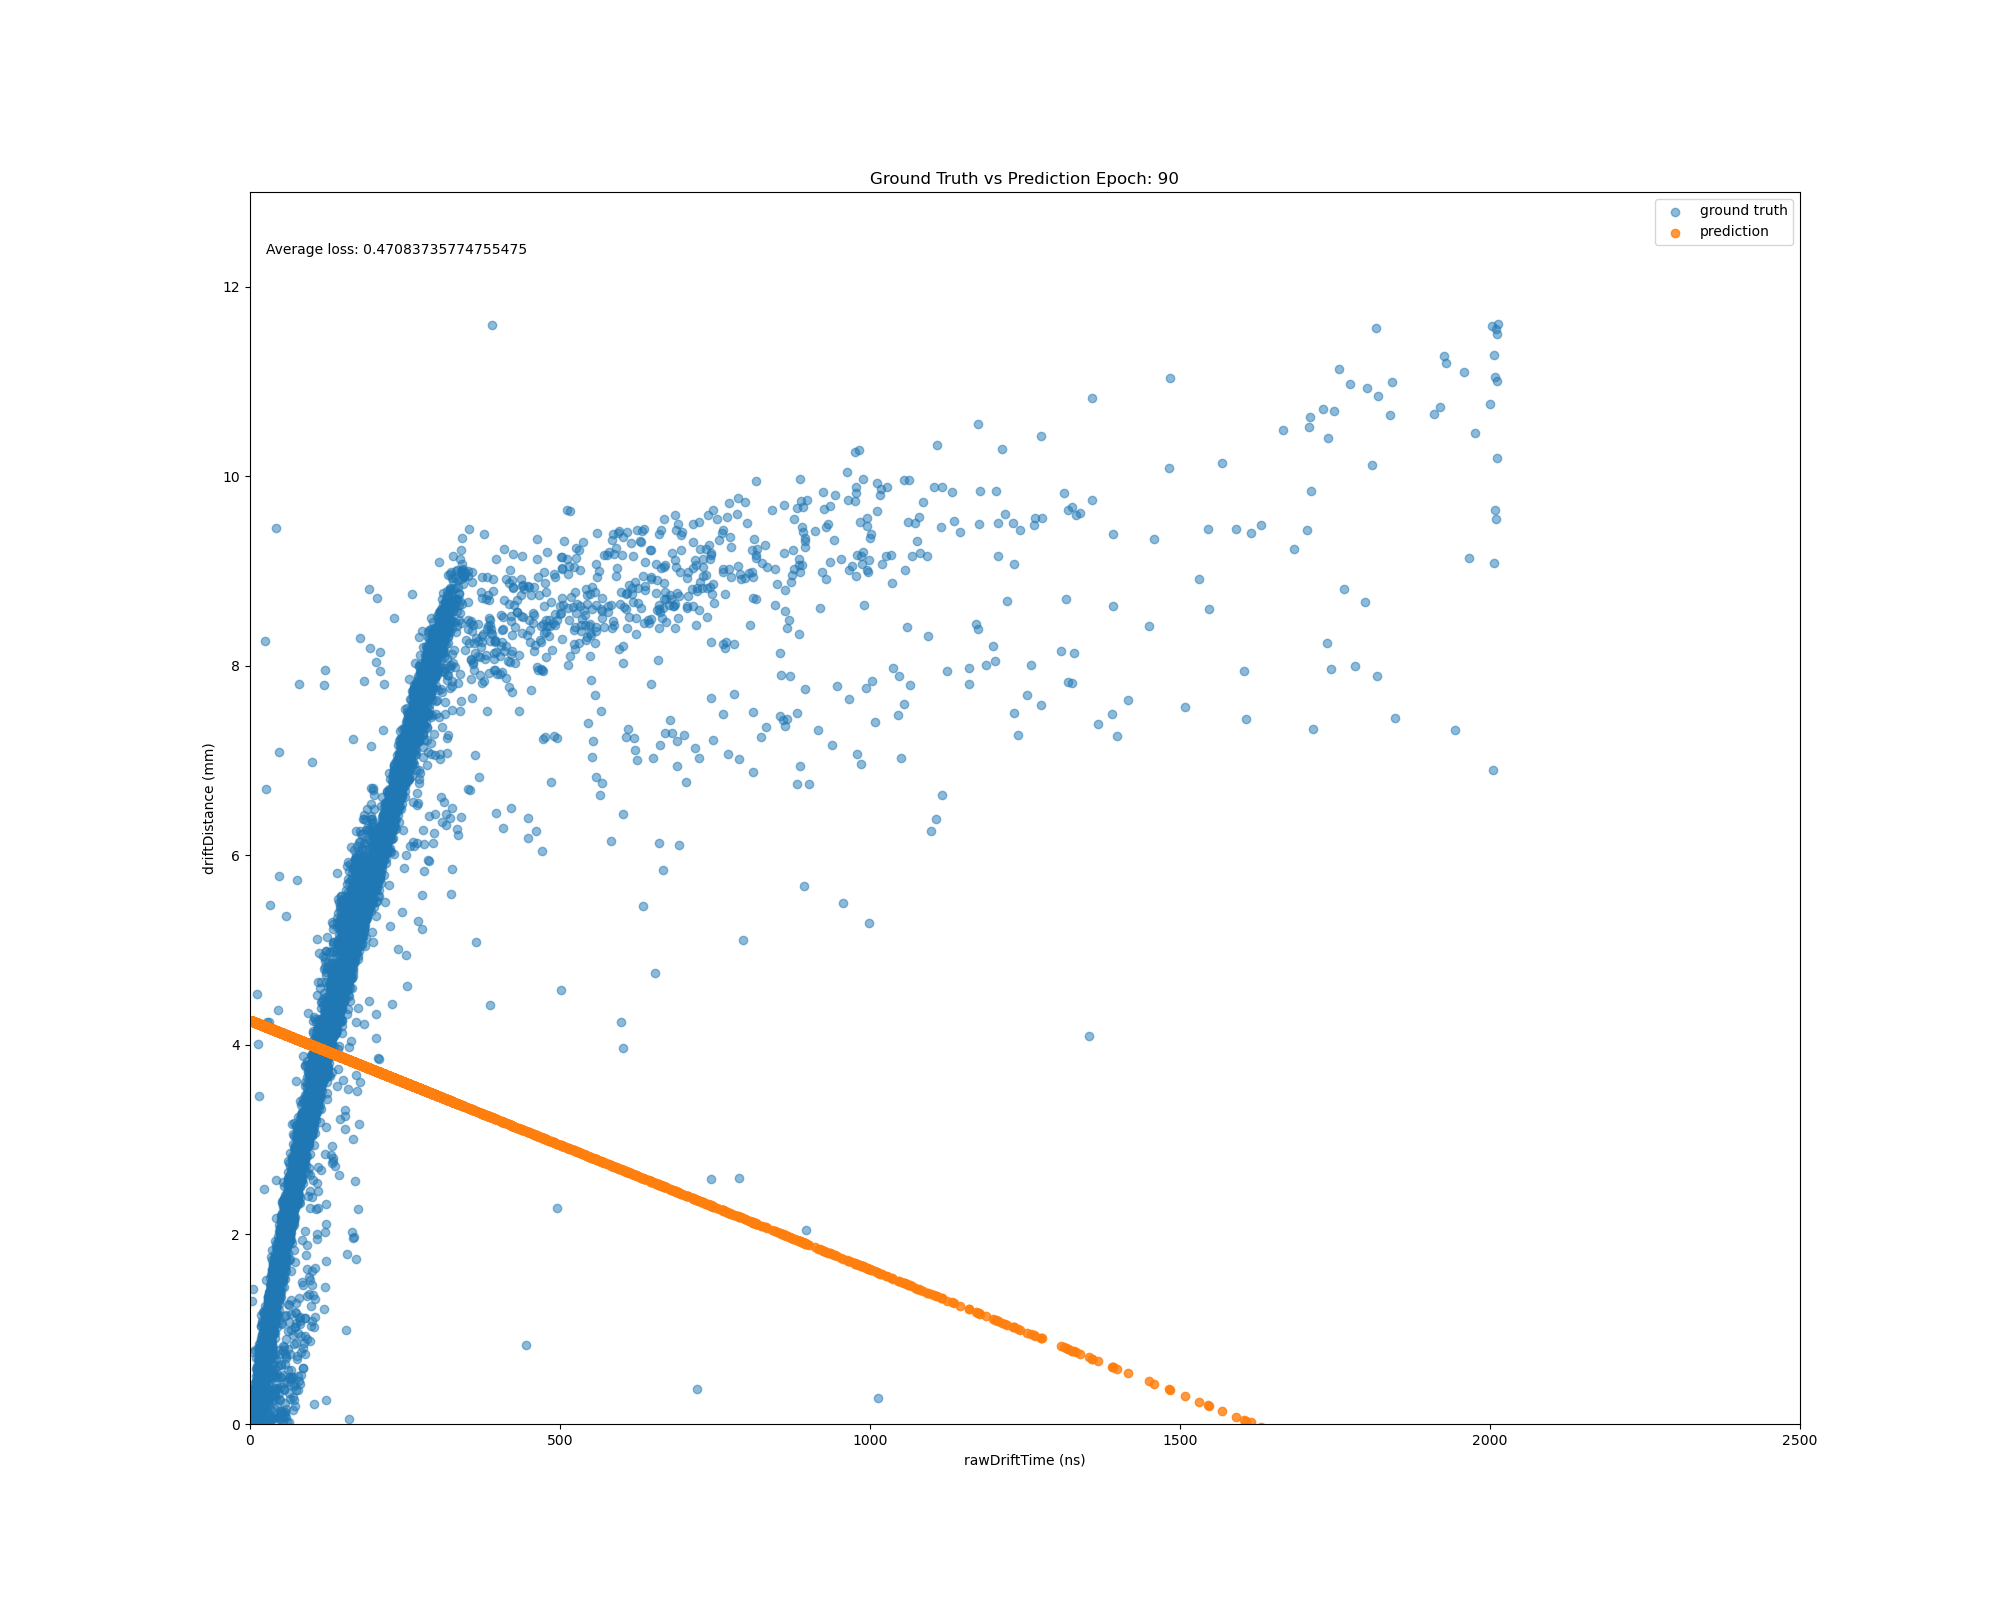 Ground Truth vs Prediction Epoch: 90
ground truth
prediction
Average loss: 0.47083735774755475
driftDistance (mm)
12
10
8
6
4
2
0
0 500 1000 1500 2000 2500
rawDriftTime (ns)